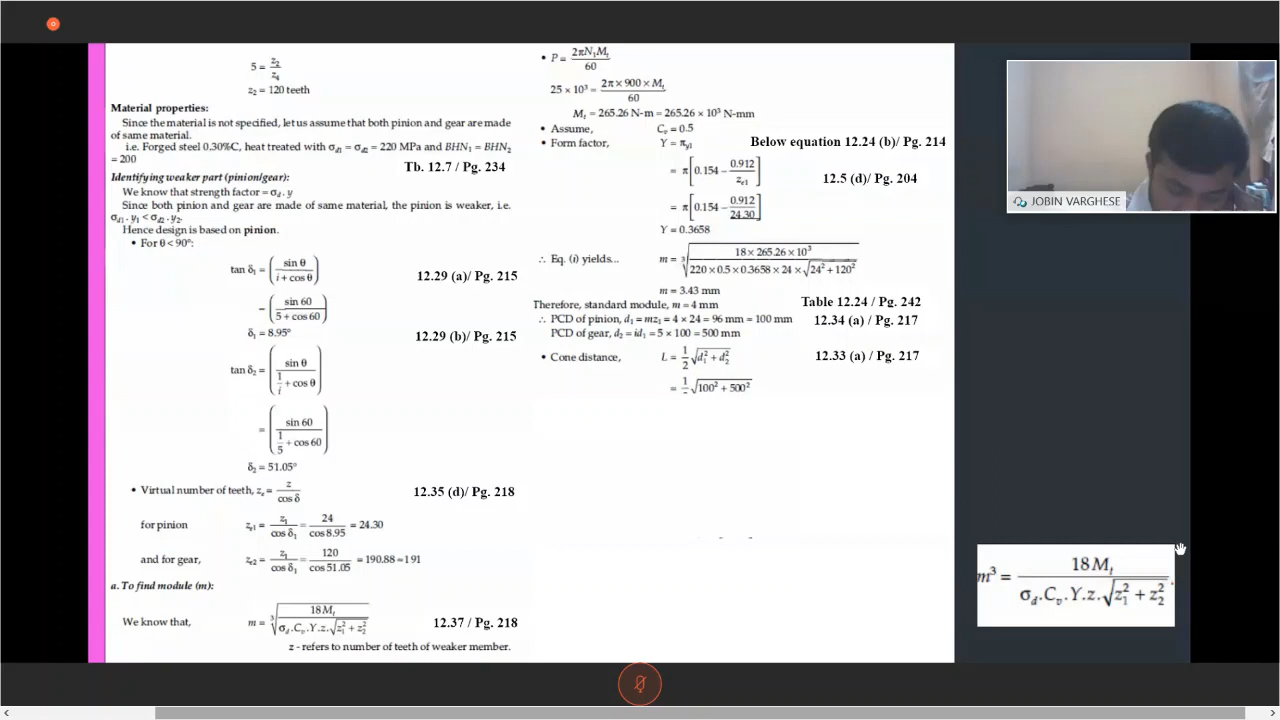 5 = z₂/z₁
z₂ = 120 teeth
Material properties:
Since the material is not specified, let us assume that both pinion and gear are made
of same material.
i.e. Forged steel 0.30%C, heat treated with σd1 = σd2 = 220 MPa and BHN₁ = BHN₂
= 200
Tb. 12.7 / Pg. 234
Identifying weaker part (pinion/gear):
We know that strength factor = σd . y
Since both pinion and gear are made of same material, the pinion is weaker, i.e.
σd1 . y₁ < σd2 . y₂.
Hence design is based on pinion.
• For θ < 90°:
tan δ₁ = (sin θ / (i + cos θ))
12.29 (a)/ Pg. 215
= (sin 60 / (5 + cos 60))
δ₁ = 8.95°
12.29 (b)/ Pg. 215
tan δ₂ = (sin θ / (1/i + cos θ))
= (sin 60 / (1/5 + cos 60))
δ₂ = 51.05°
• Virtual number of teeth, zₑ = z / cos δ
12.35 (d)/ Pg. 218
for pinion zₑ₁ = z₁ / cos δ₁ = 24 / cos 8.95 = 24.30
and for gear, zₑ₂ = z₁ / cos δ₁ = 120 / cos 51.05 = 190.88 ≈ 191
a. To find module (m):
We know that, m = ∛(18Mₜ / (σd . Cᵥ . Y . z . √(z₁² + z₂²)))
12.37 / Pg. 218
z - refers to number of teeth of weaker member.
• P = 2πN₁Mₜ / 60
25 × 10³ = 2π × 900 × Mₜ / 60
Mₜ = 265.26 N-m = 265.26 × 10³ N-mm
• Assume, Cᵥ = 0.5
• Form factor, Y = πy1
Below equation 12.24 (b)/ Pg. 214
= π[0.154 − 0.912 / zₑ₁]
12.5 (d)/ Pg. 204
= π[0.154 − 0.912 / 24.30]
Y = 0.3658
∴ Eq. (i) yields... m = ∛(18 × 265.26 × 10³ / (220 × 0.5 × 0.3658 × 24 × √(24² + 120²)))
m = 3.43 mm
Therefore, standard module, m = 4 mm
Table 12.24 / Pg. 242
∴ PCD of pinion, d₁ = mz₁ = 4 × 24 = 96 mm ≈ 100 mm
12.34 (a) / Pg. 217
PCD of gear, d₂ = id₁ = 5 × 100 = 500 mm
• Cone distance, L = 1/2 √(d₁² + d₂²)
12.33 (a) / Pg. 217
= 1/2 √(100² + 500²)
JOBIN VARGHESE
m³ = 18Mₜ / (σd . Cᵥ . Y . z . √(z₁² + z₂²)) .